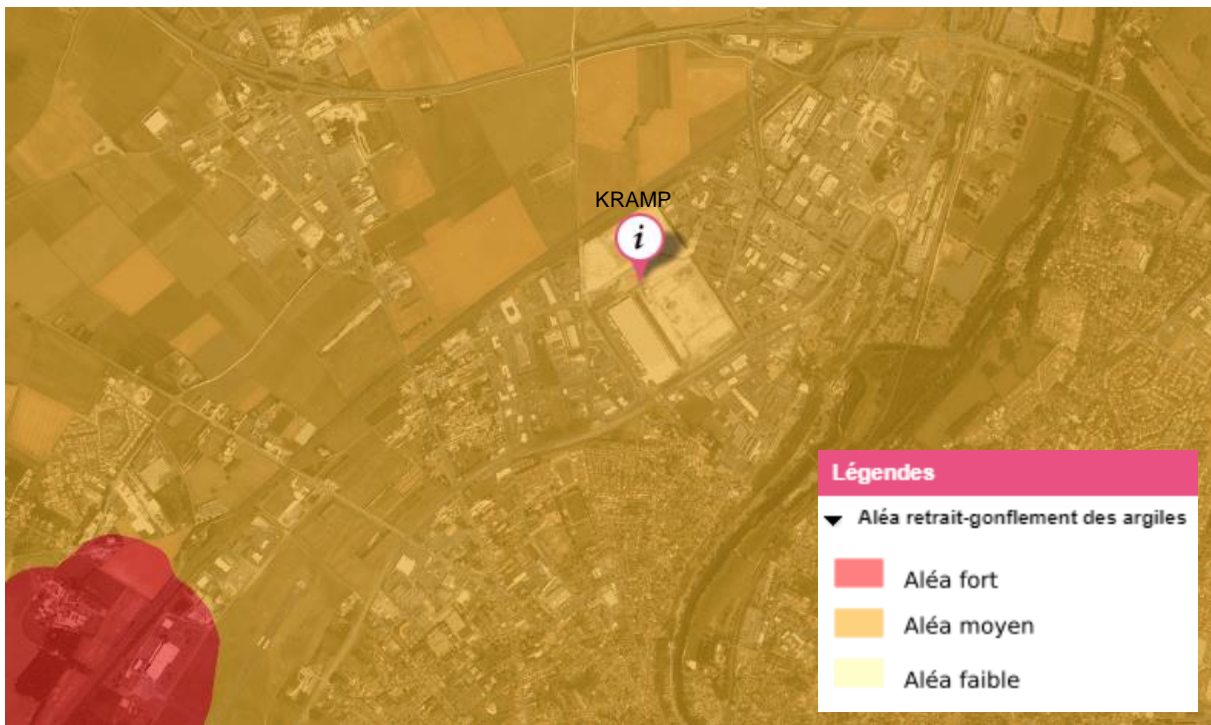 KRAMP
i
Légendes
Aléa retrait-gonflement des argiles
Aléa fort
Aléa moyen
Aléa faible